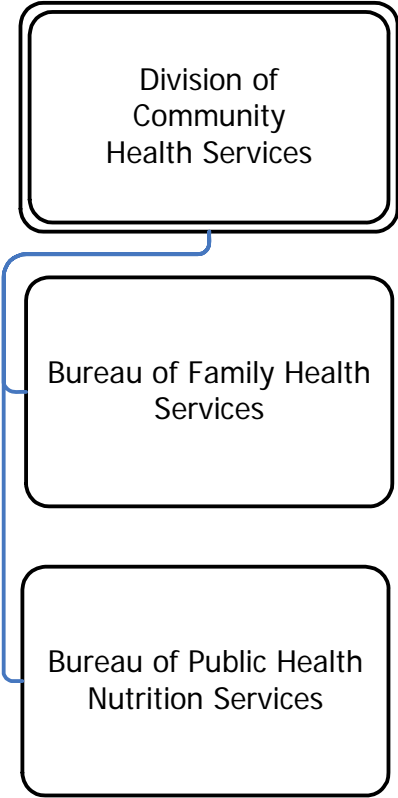 Division of
Community
Health Services
Bureau of Family Health
Services
Bureau of Public Health
Nutrition Services